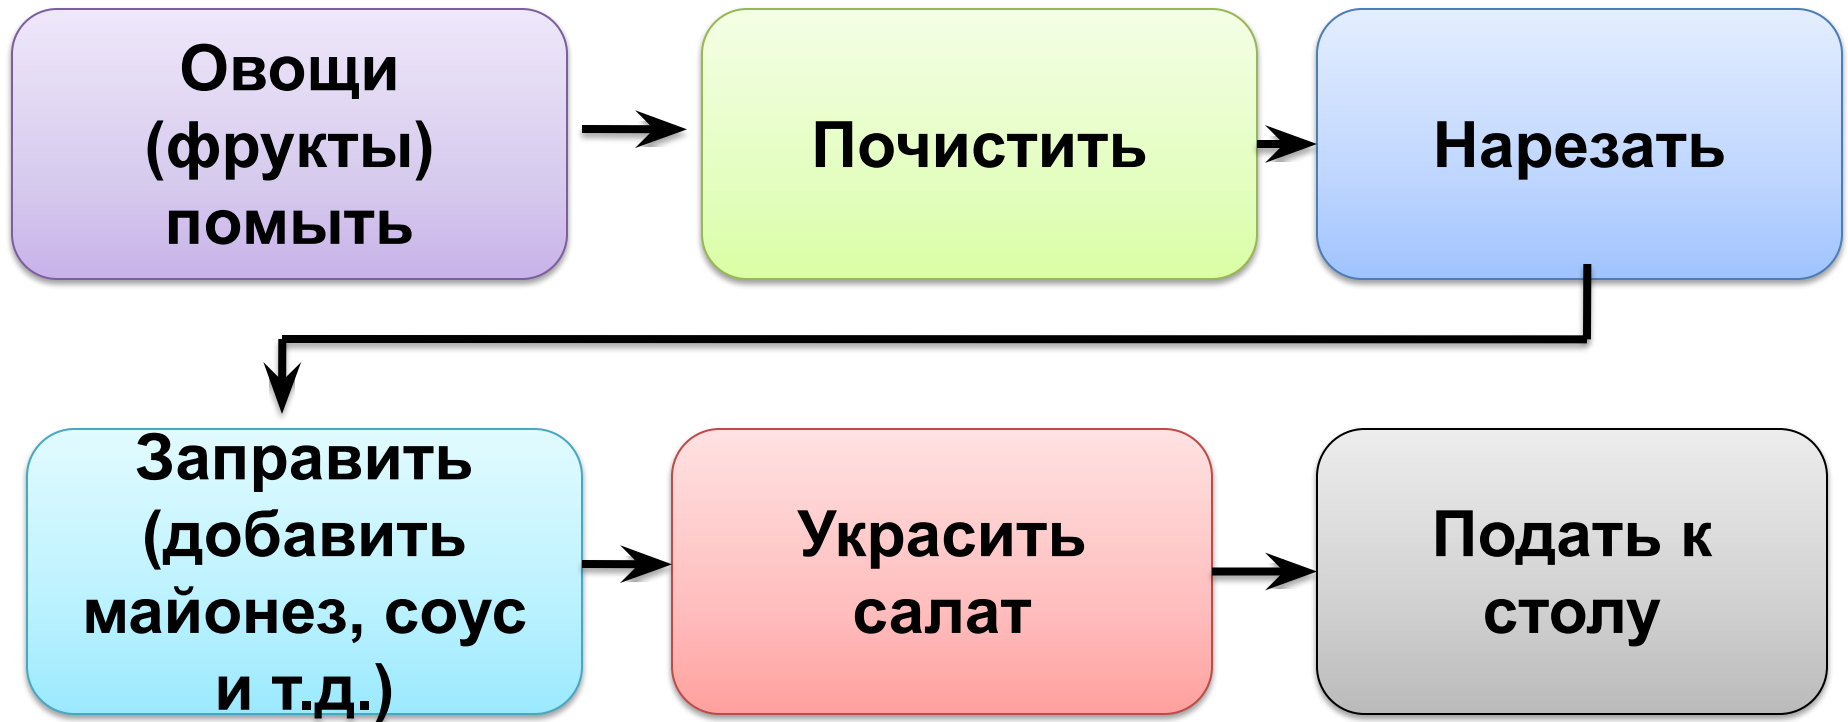 Овощи
(фрукты)
помыть
Почистить
Нарезать
Заправить
(добавить
майонез, соус
и т.д.)
Украсить
салат
Подать к
столу